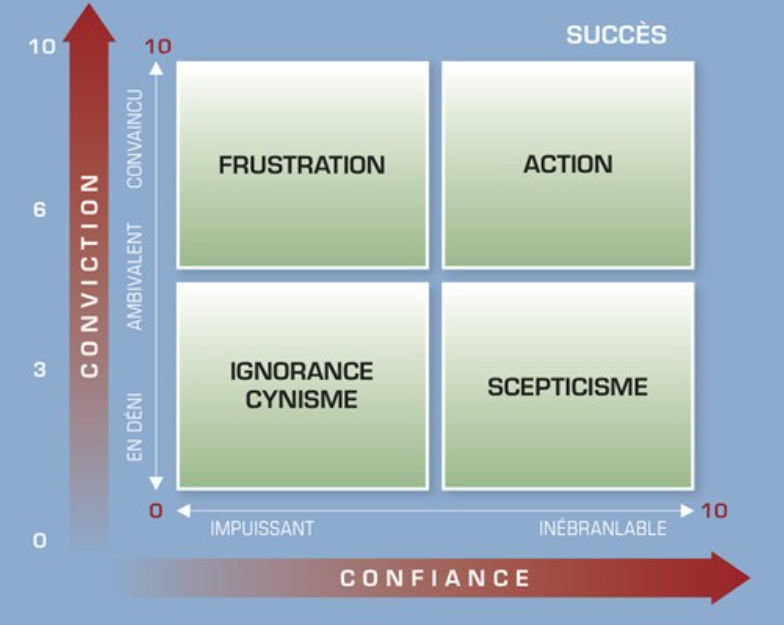 SUCCÈS
10
10
CONVAINCU
FRUSTRATION
ACTION
CONVICTION
6
AMBIVALENT
3
IGNORANCE
CYNISME
SCEPTICISME
EN DÉNI
0
0
10
IMPUISSANT
INÉBRANLABLE
CONFIANCE